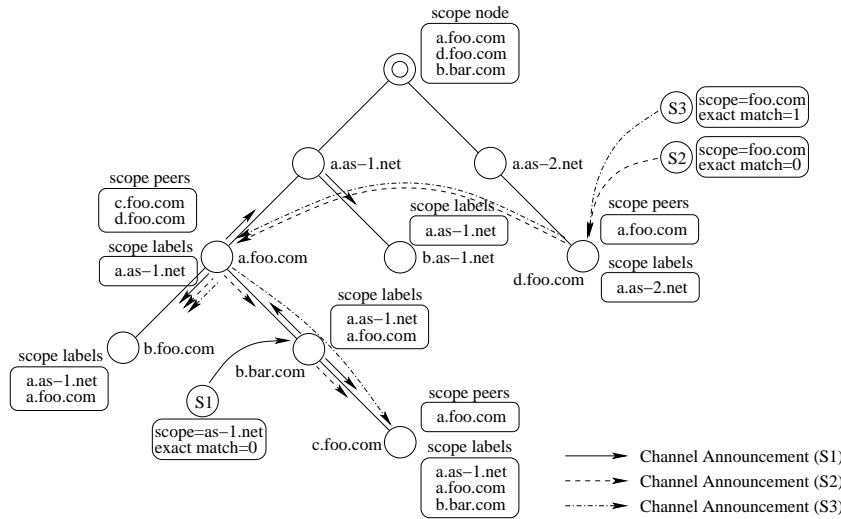 scope node
a.foo.com
d.foo.com
b.bar.com
S3
scope=foo.com
exact match=1
S2
scope=foo.com
exact match=0
a.as−1.net
a.as−2.net
scope peers
c.foo.com
d.foo.com
scope labels
a.as−1.net
a.foo.com
scope labels
a.as−1.net
b.as−1.net
scope peers
a.foo.com
d.foo.com
scope labels
a.as−2.net
scope labels
a.as−1.net
a.foo.com
b.foo.com
b.bar.com
scope labels
a.as−1.net
a.foo.com
S1
scope=as−1.net
exact match=0
scope peers
a.foo.com
c.foo.com
scope labels
a.as−1.net
a.foo.com
b.bar.com
Channel Announcement (S1)
Channel Announcement (S2)
Channel Announcement (S3)